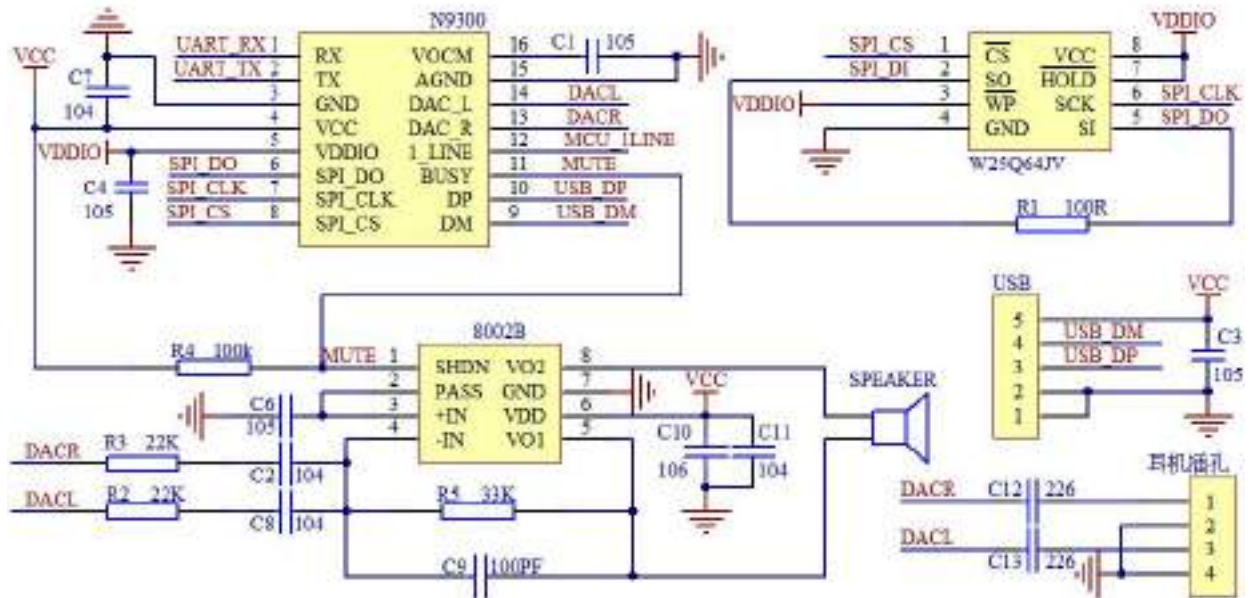 N9300
VCC
C7
104
UART_RX 1 RX VOCM 16 C1 105
UART_TX 2 TX AGND 15
3 GND DAC_L 14 DACL
4 VCC DAC_R 13 DACR
VDDIO 5 VDDIO 1_LINE 12 MCU_1LINE
SPI_DO 6 SPI_DO BUSY 11 MUTE
SPI_CLK 7 SPI_CLK DP 10 USB_DP
SPI_CS 8 SPI_CS DM 9 USB_DM
C4
105
VDDIO
SPI_CS 1 CS VCC 8
SPI_DI 2 SO HOLD 7
VDDIO 3 WP SCK 6 SPI_CLK
4 GND SI 5 SPI_DO
W25Q64JV
R1 100R
8002B
R4 100k
MUTE 1 SHDN VO2 8
2 PASS GND 7
3 +IN VDD 6
4 -IN VO1 5
C6
105
DACR R3 22K C2 104
DACL R2 22K C8 104
R5 33K
C9 100PF
VCC
C10
106
C11
104
SPEAKER
USB
VCC
5
4 USB_DM
3 USB_DP
2
1
C3
105
耳机插孔
DACR C12 226 1
2
DACL C13 226 3
4